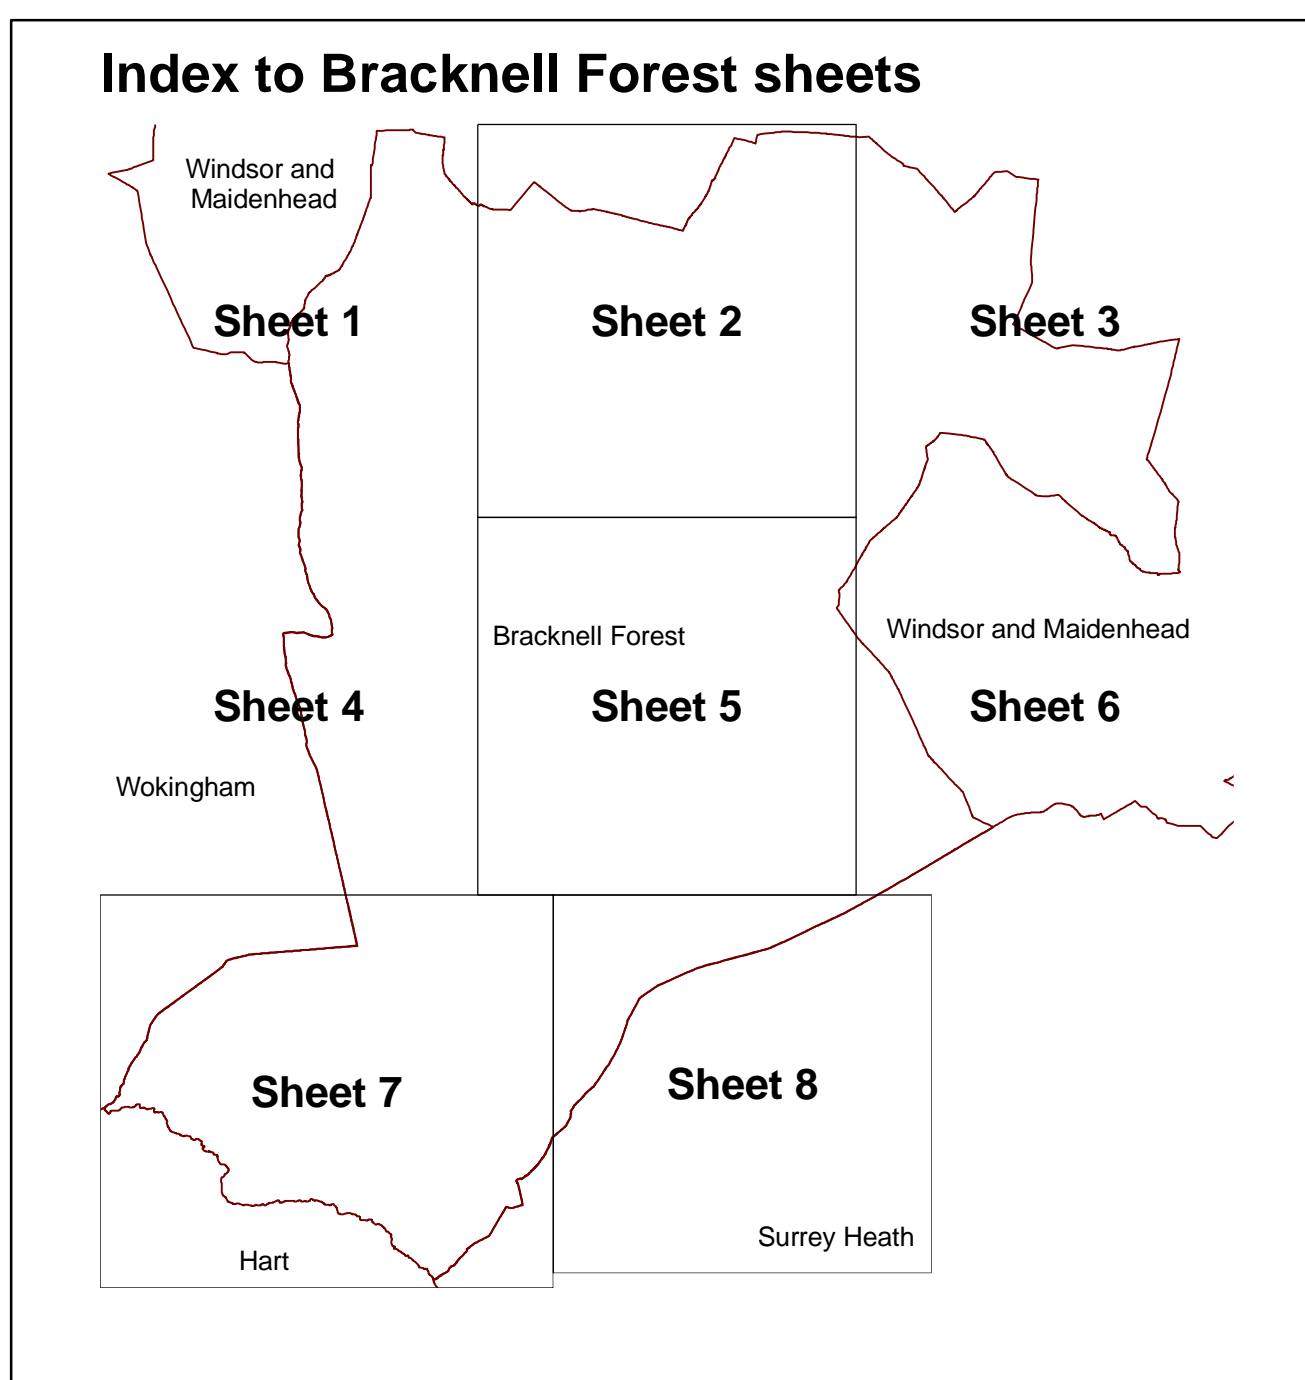 Index to Bracknell Forest sheets
Windsor and
Maidenhead
Sheet 1
Sheet 2
Sheet 3
Bracknell Forest
Windsor and Maidenhead
Sheet 4
Sheet 5
Sheet 6
Wokingham
Sheet 7
Sheet 8
Hart
Surrey Heath